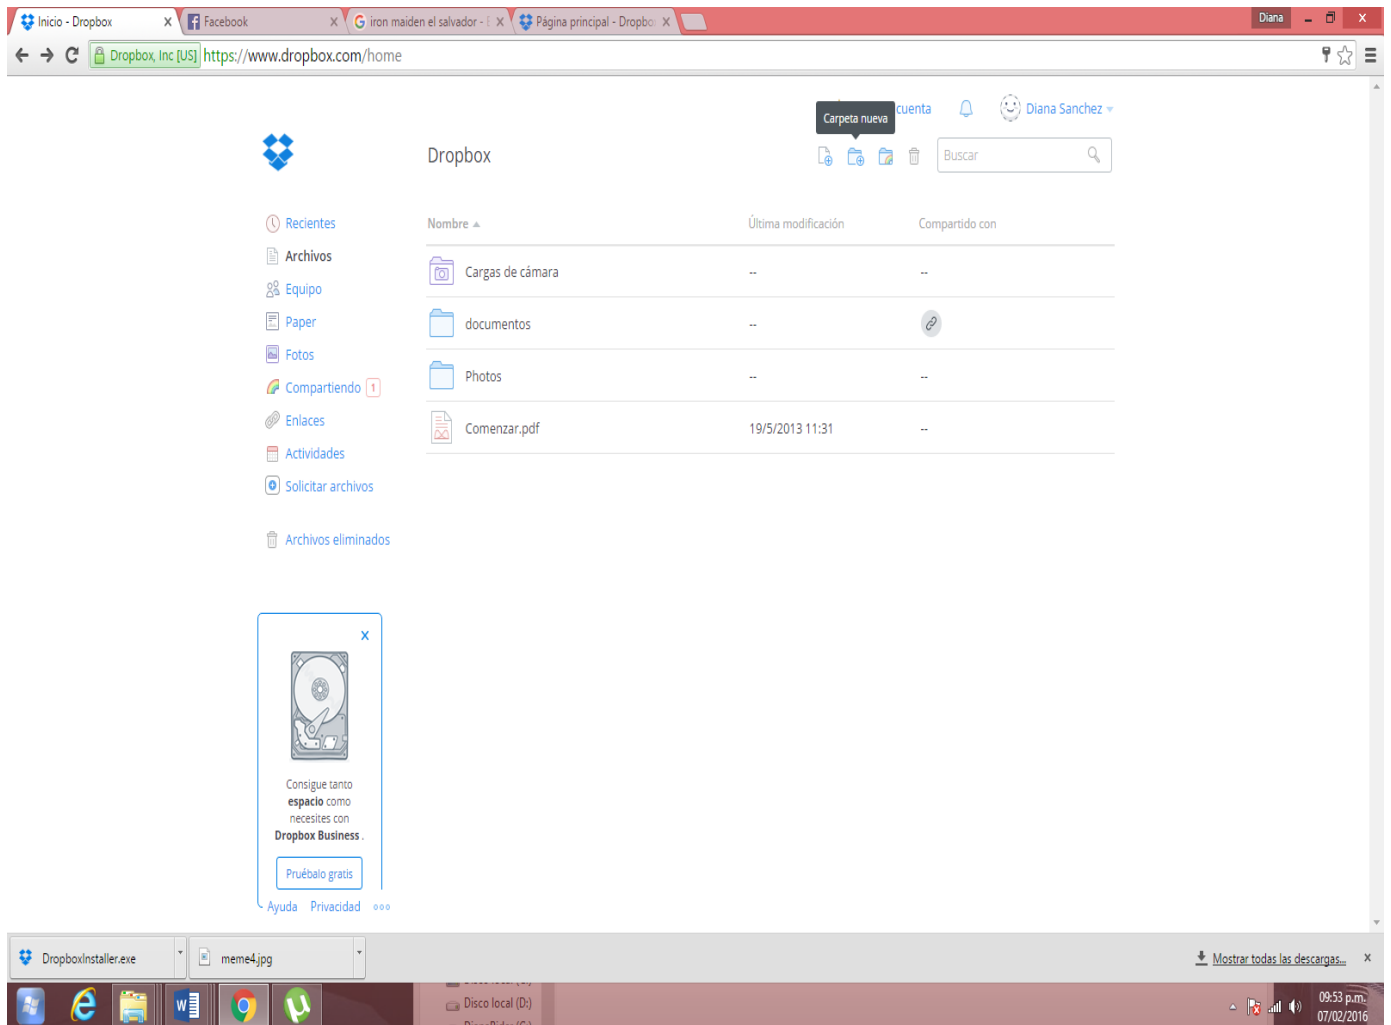 Inicio - Dropbox
Facebook
iron maiden el salvador -
Página principal - Dropbo
Diana
Dropbox, Inc [US] https://www.dropbox.com/home
cuenta
Diana Sanchez
Carpeta nueva
Dropbox
Buscar
Recientes
Archivos
Equipo
Paper
Fotos
Compartiendo 1
Enlaces
Actividades
Solicitar archivos
Archivos eliminados
Nombre Última modificación Compartido con
Cargas de cámara -- --
documentos --
Photos -- --
Comenzar.pdf 19/5/2013 11:31 --
X
Consigue tanto
espacio como
necesites con
Dropbox Business .
Pruébalo gratis
Ayuda Privacidad
DropboxInstaller.exe
meme4.jpg
Mostrar todas las descargas...
Disco local (D:)
09:53 p.m.
07/02/2016